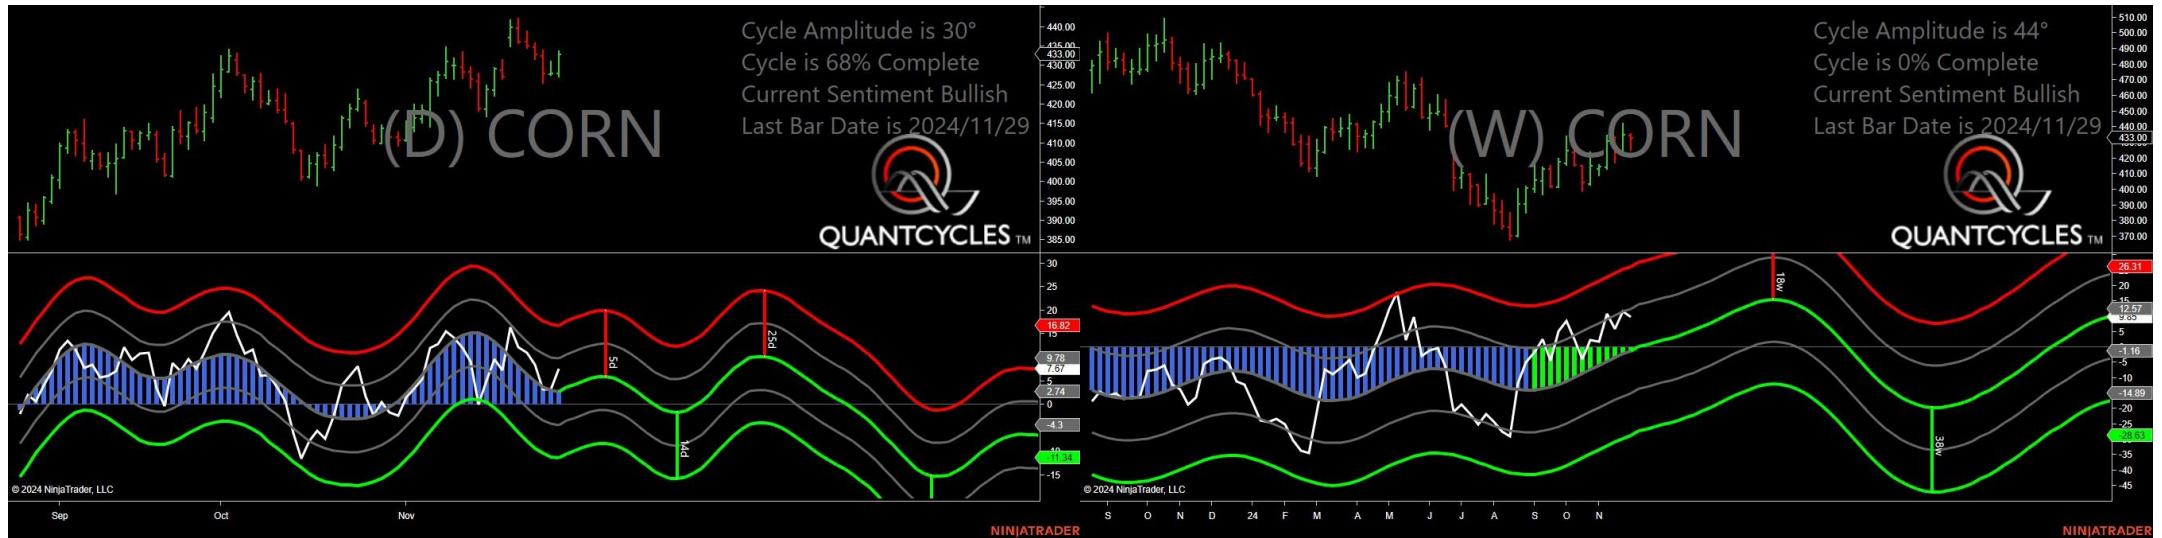 Cycle Amplitude is 30°
Cycle is 68% Complete
Current Sentiment Bullish
Last Bar Date is 2024/11/29
(D) CORN
QUANTCYCLES TM
440.00
435.00
433.00
430.00
425.00
420.00
415.00
410.00
405.00
400.00
395.00
390.00
385.00
30
25
20
16.82
15
9.78
7.67
5
2.74
0
-4.3
-11.34
-15
5d
14d
25d
© 2024 NinjaTrader, LLC
Sep Oct Nov
NINJATRADER
Cycle Amplitude is 44°
Cycle is 0% Complete
Current Sentiment Bullish
Last Bar Date is 2024/11/29
(W) CORN
QUANTCYCLES TM
510.00
500.00
490.00
480.00
470.00
460.00
450.00
440.00
433.00
420.00
410.00
400.00
390.00
380.00
370.00
26.31
20
15
12.57
9.85
5
-1.16
-5
-10
-14.89
-20
-25
-28.63
-35
-40
-45
18w
38w
© 2024 NinjaTrader, LLC
S O N D 24 F M A M J J A S O N
NINJATRADER